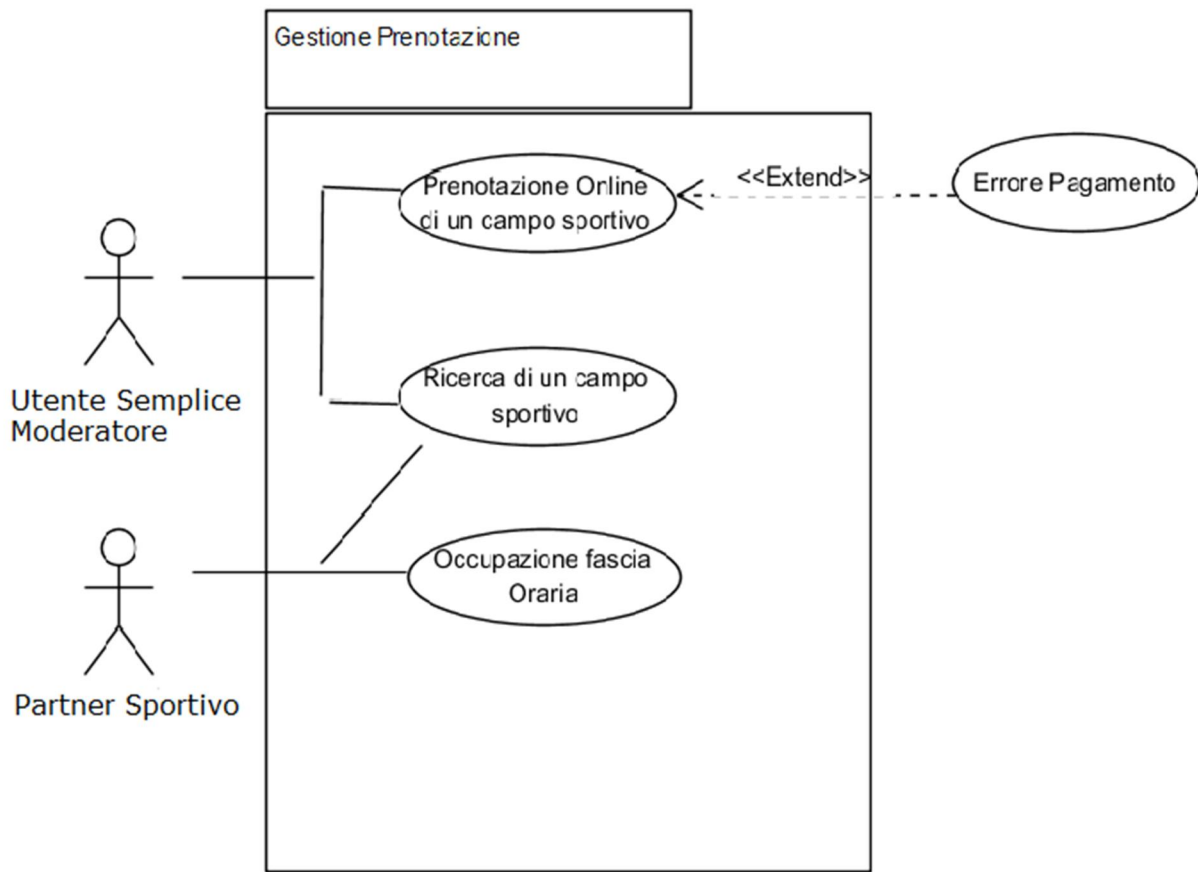 Gestione Prenotazione
Prenotazione Online
di un campo sportivo
<<Extend>>
Errore Pagamento
Utente Semplice
Moderatore
Ricerca di un campo
sportivo
Occupazione fascia
Oraria
Partner Sportivo